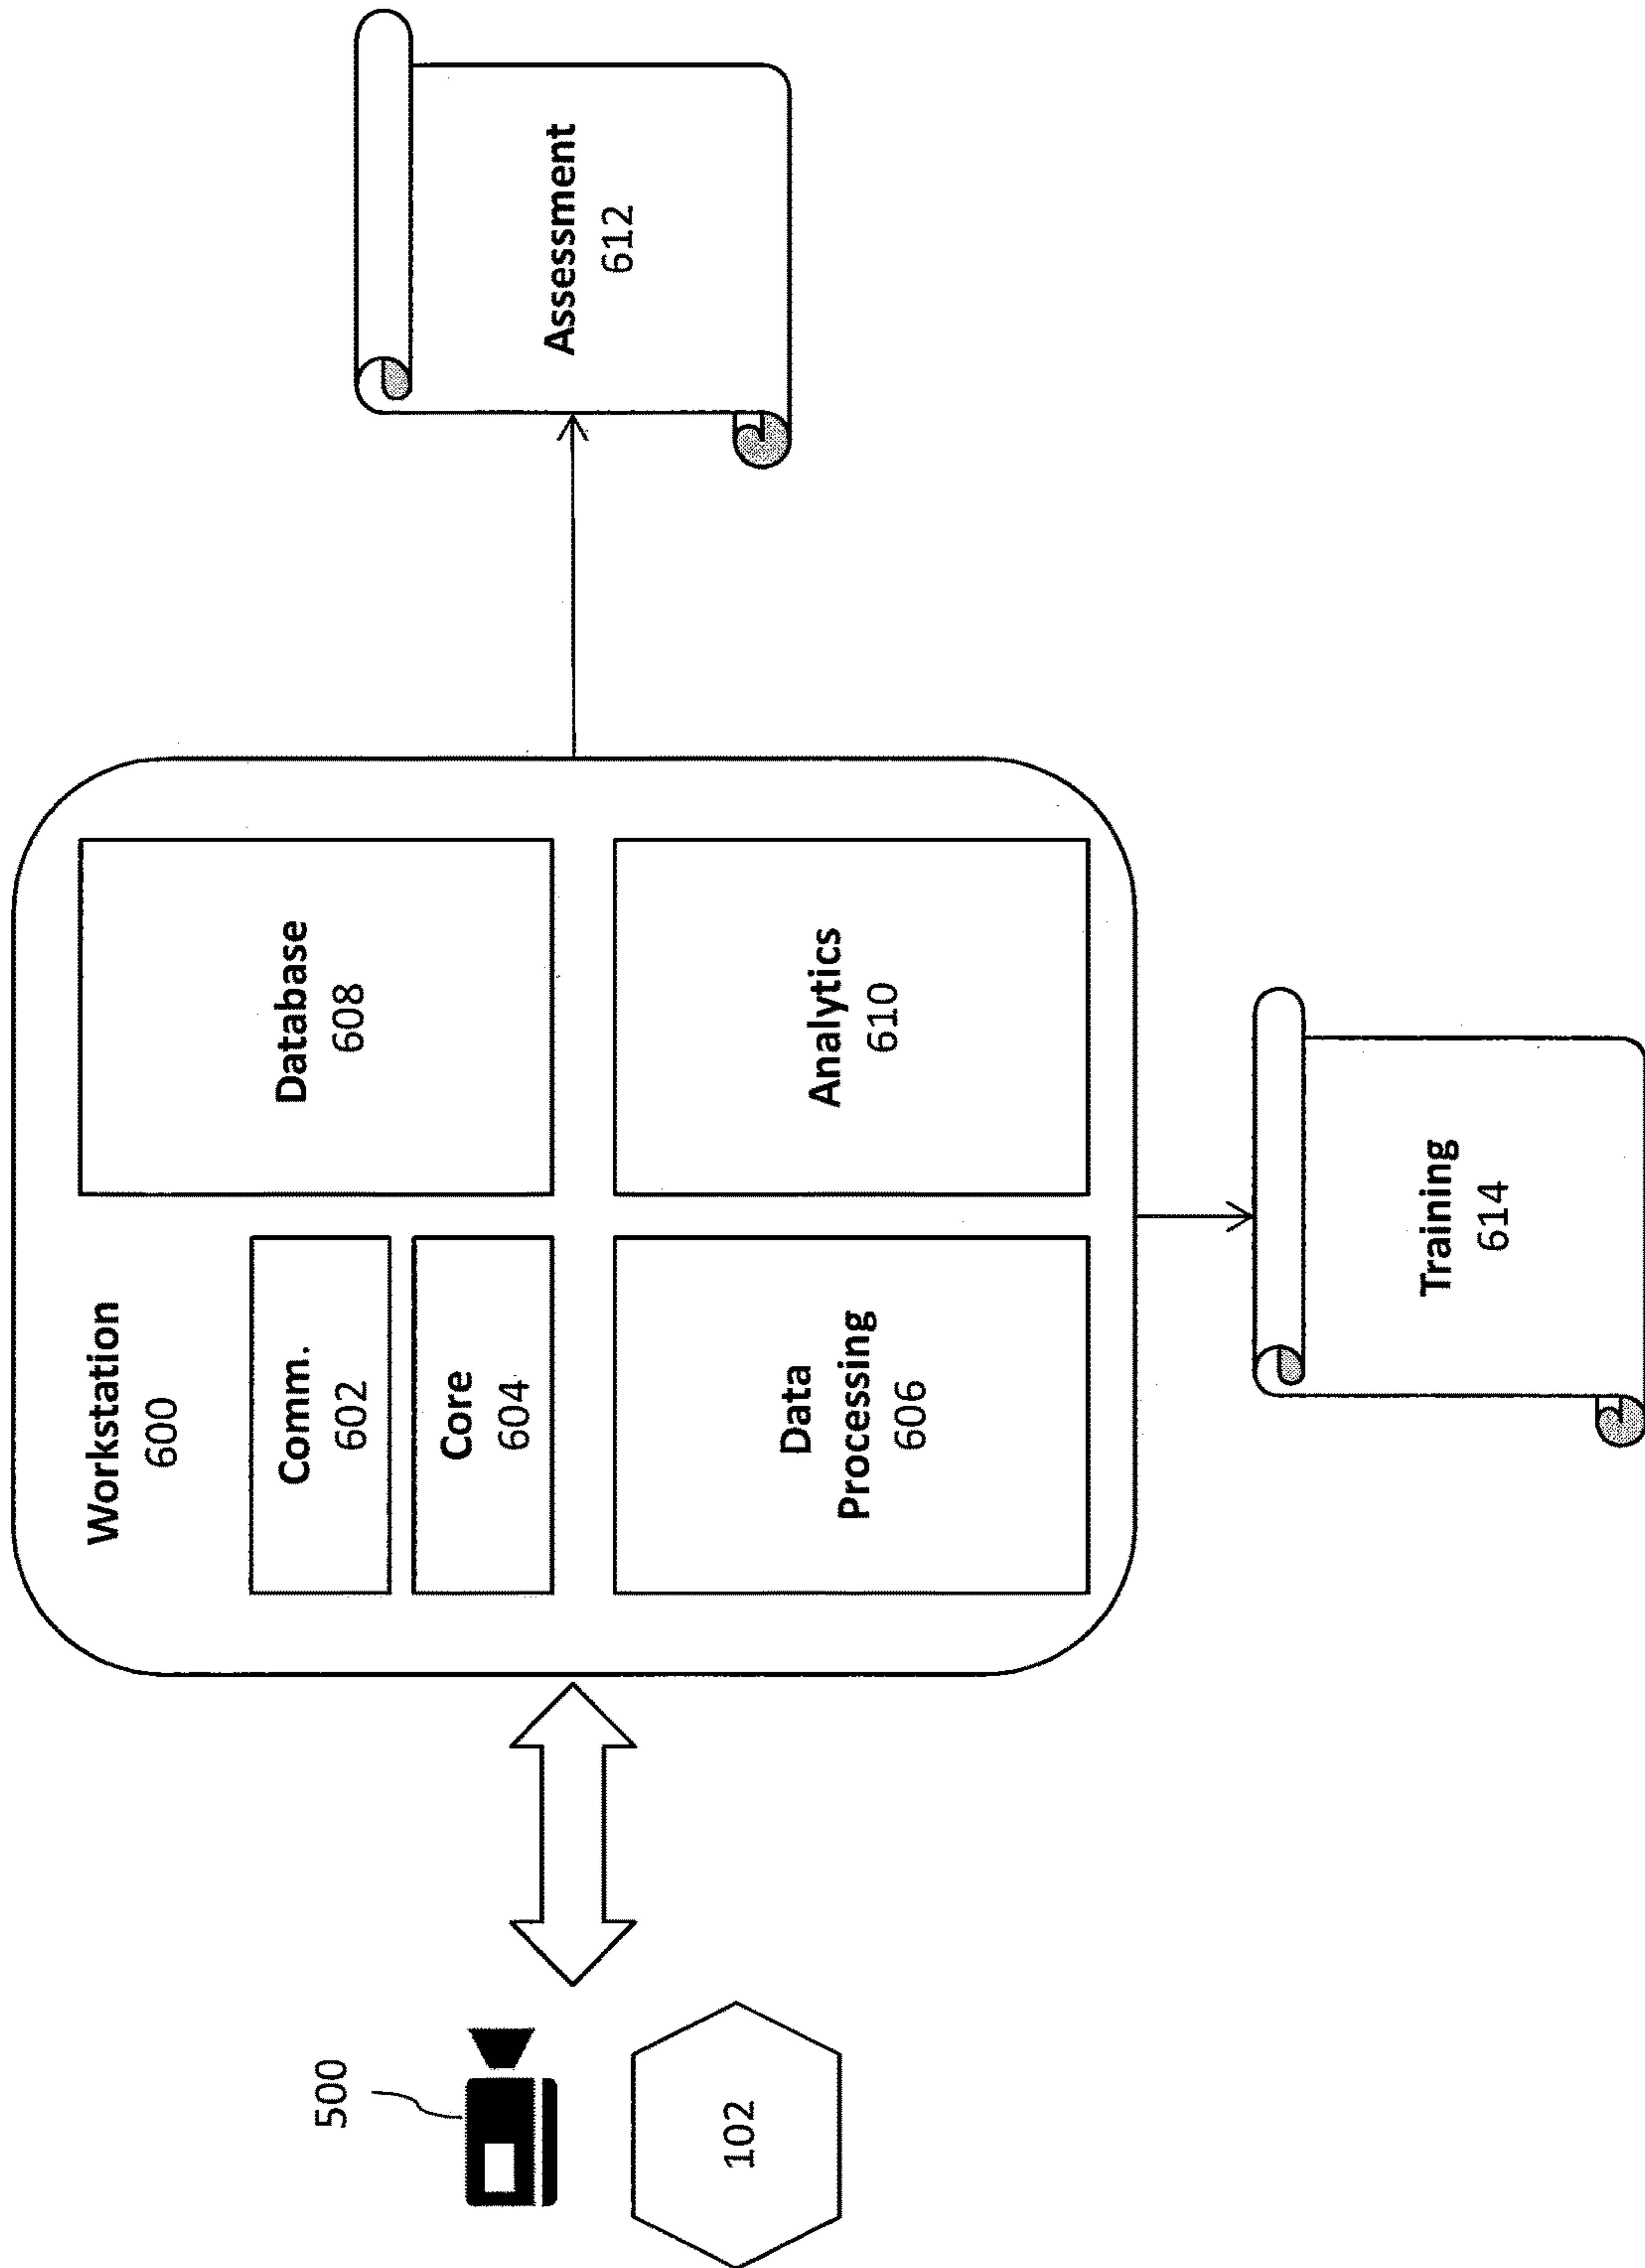 500
102
Workstation
600
Comm.
602
Core
604
Data
Processing
606
Database
608
Analytics
610
Assessment
612
Training
614